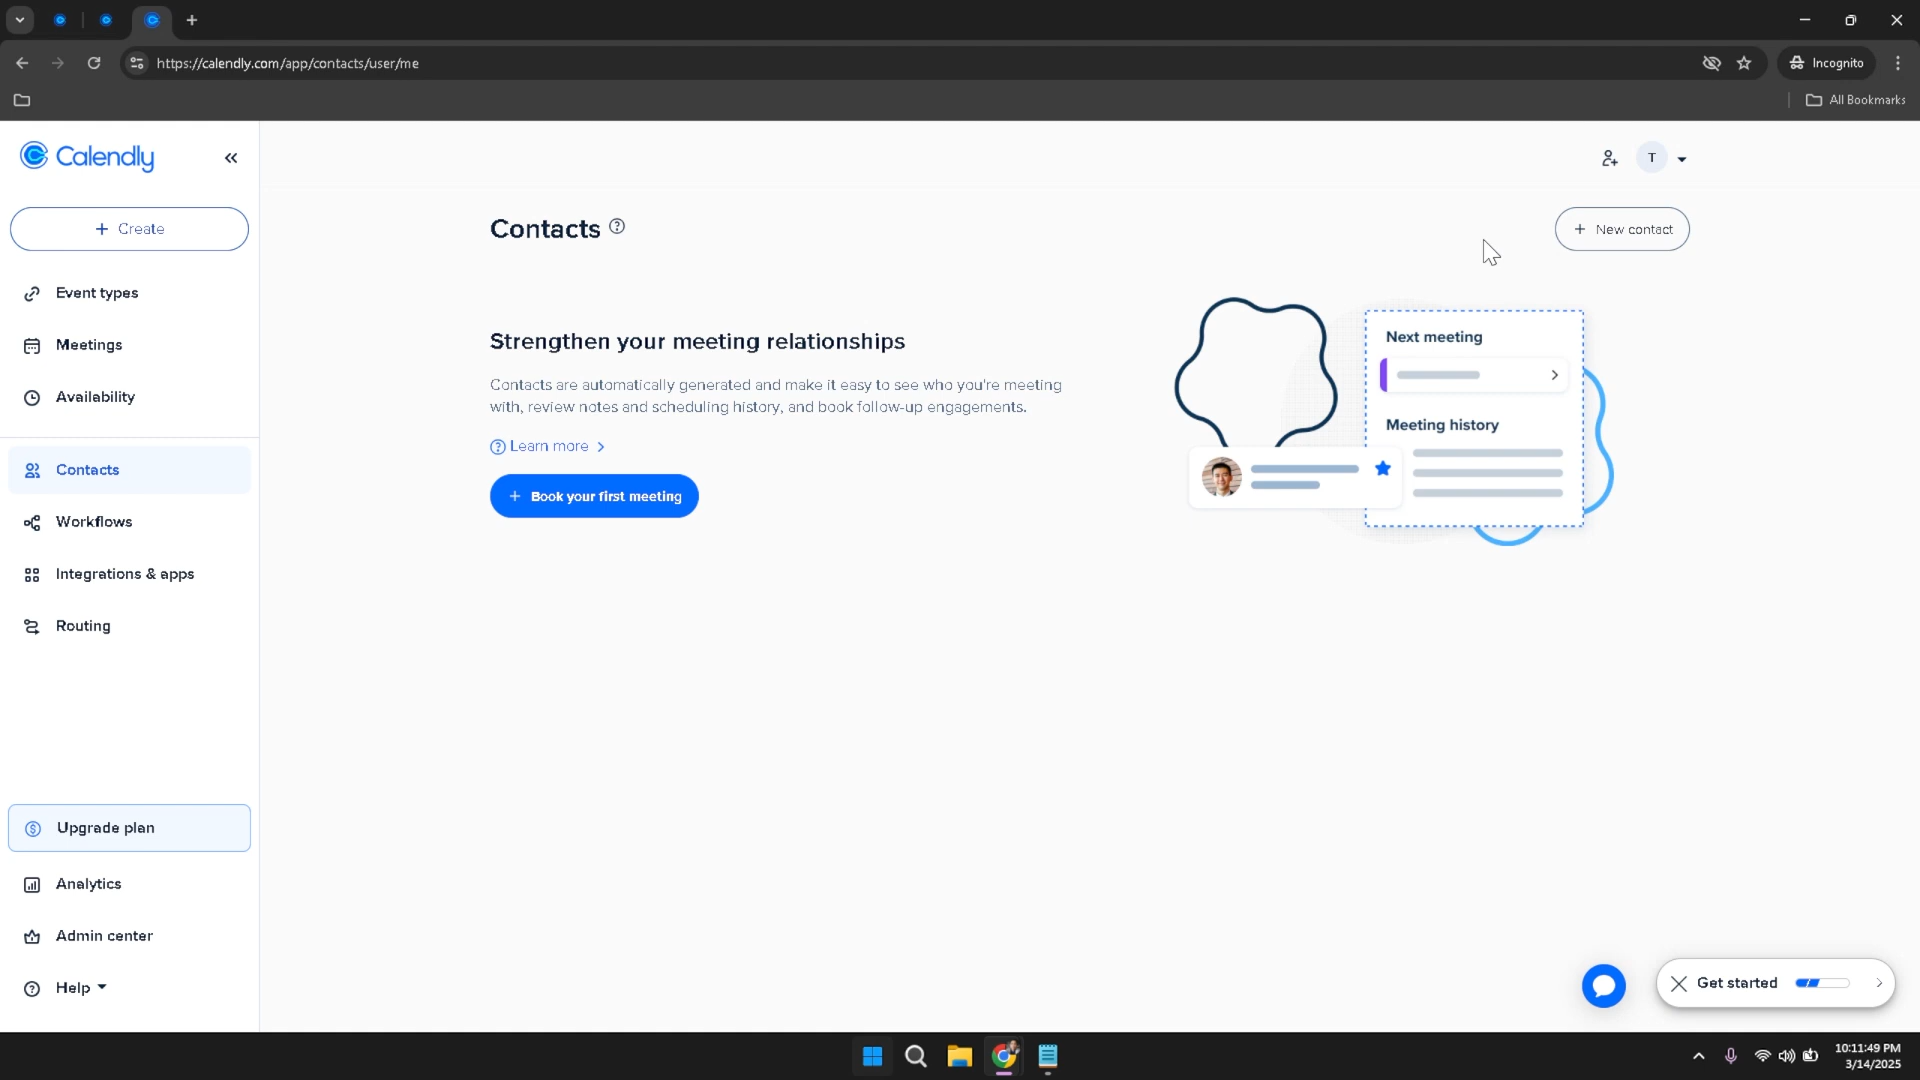 https://calendly.com/app/contacts/user/me
Incognito
All Bookmarks
Calendly
T
+ Create
Contacts
+ New contact
Event types
Meetings
Availability
Contacts
Workflows
Integrations & apps
Routing
Strengthen your meeting relationships
Contacts are automatically generated and make it easy to see who you're meeting
with, review notes and scheduling history, and book follow-up engagements.
Learn more
+ Book your first meeting
Next meeting
Meeting history
Upgrade plan
Analytics
Admin center
Help
Get started
10:11:49 PM
3/14/2025